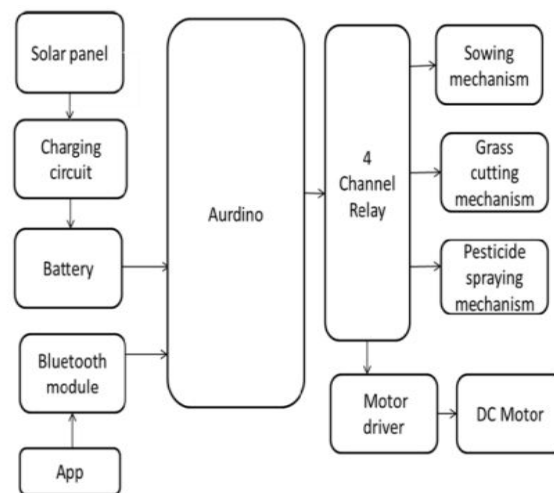 Solar panel
Charging
circuit
Battery
Bluetooth
module
App
Aurdino
4
Channel
Relay
Sowing
mechanism
Grass
cutting
mechanism
Pesticide
spraying
mechanism
Motor
driver
DC Motor